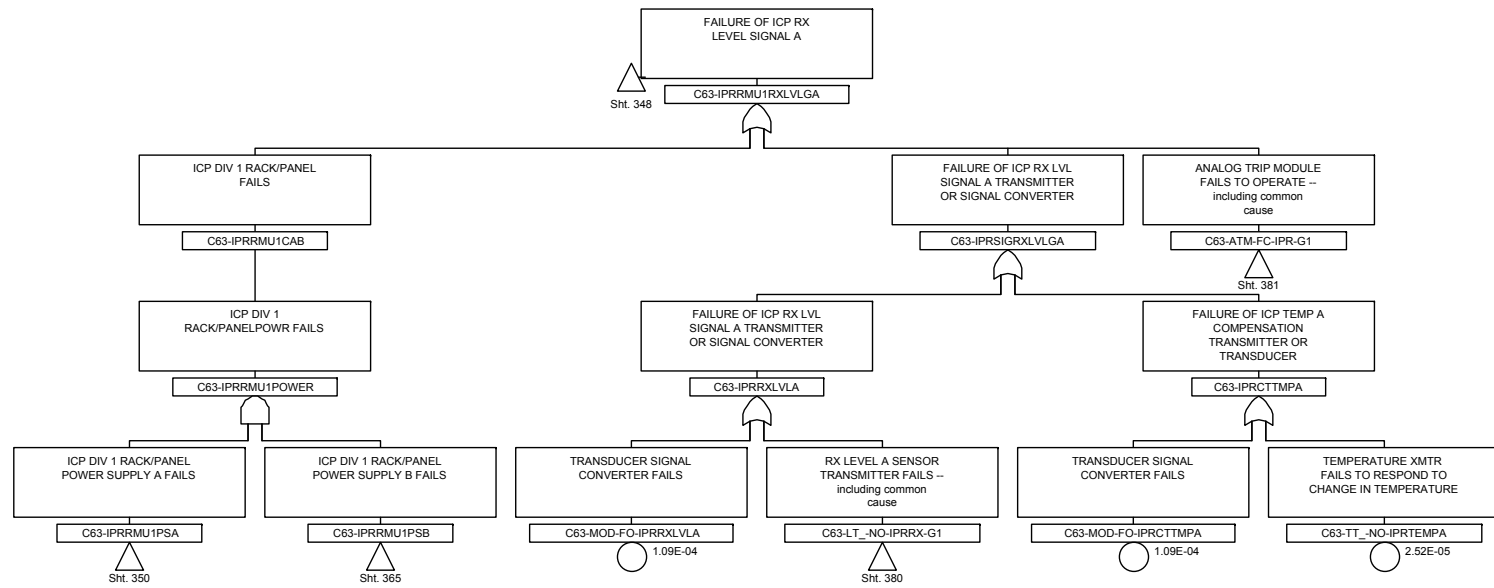 FAILURE OF ICP RX
LEVEL SIGNAL A
Sht. 348
C63-IPRRMU1RXLVLGA
ICP DIV 1 RACK/PANEL
FAILS
C63-IPRRMU1CAB
FAILURE OF ICP RX LVL
SIGNAL A TRANSMITTER
OR SIGNAL CONVERTER
C63-IPRSIGRXLVLGA
ANALOG TRIP MODULE
FAILS TO OPERATE --
including common
cause
C63-ATM-FC-IPR-G1
Sht. 381
ICP DIV 1
RACK/PANELPOWR FAILS
C63-IPRRMU1POWER
FAILURE OF ICP RX LVL
SIGNAL A TRANSMITTER
OR SIGNAL CONVERTER
C63-IPRRXLVLA
FAILURE OF ICP TEMP A
COMPENSATION
TRANSMITTER OR
TRANSDUCER
C63-IPRCTTMPA
ICP DIV 1 RACK/PANEL
POWER SUPPLY A FAILS
C63-IPRRMU1PSA
Sht. 350
ICP DIV 1 RACK/PANEL
POWER SUPPLY B FAILS
C63-IPRRMU1PSB
Sht. 365
TRANSDUCER SIGNAL
CONVERTER FAILS
C63-MOD-FO-IPRRXLVLA
1.09E-04
RX LEVEL A SENSOR
TRANSMITTER FAILS --
including common
cause
C63-LT_-NO-IPRRX-G1
Sht. 380
TRANSDUCER SIGNAL
CONVERTER FAILS
C63-MOD-FO-IPRCTTMPA
1.09E-04
TEMPERATURE XMTR
FAILS TO RESPOND TO
CHANGE IN TEMPERATURE
C63-TT_-NO-IPRTEMPA
2.52E-05